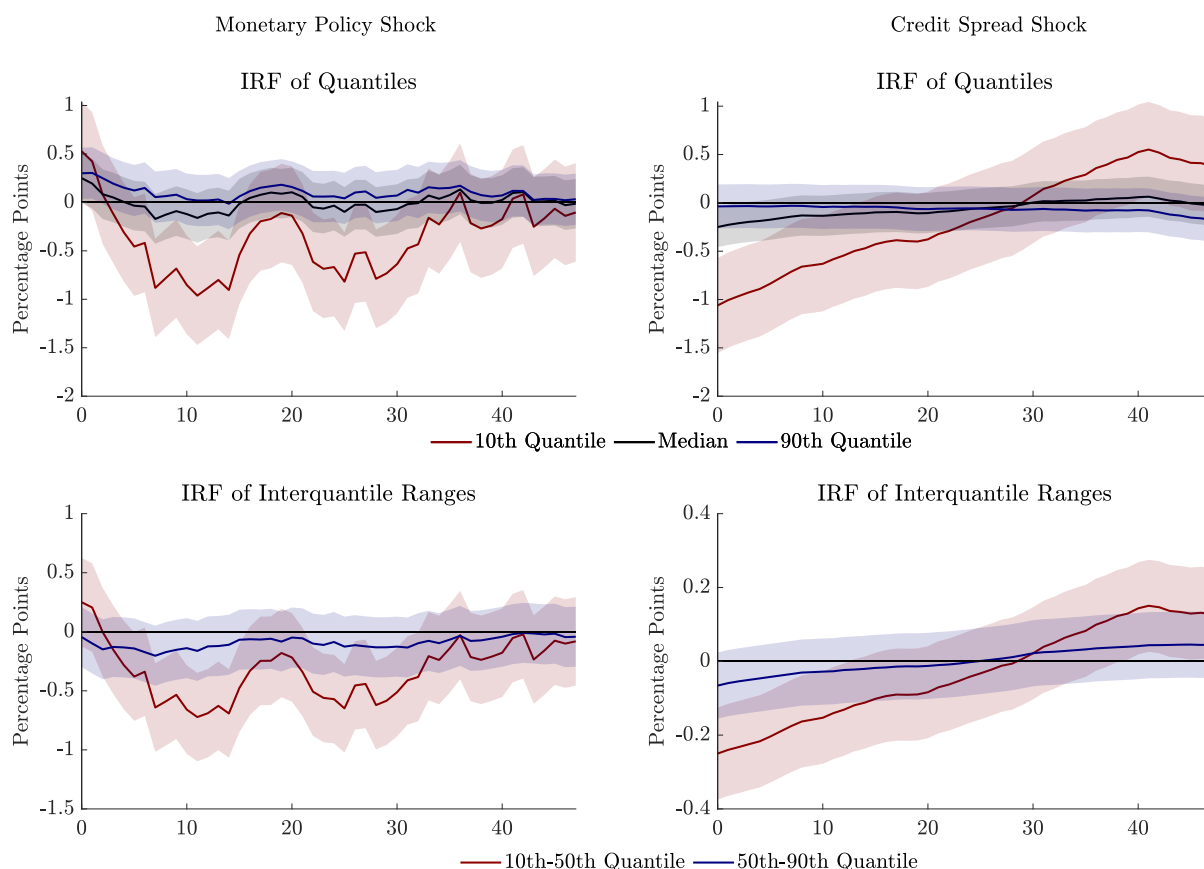 Monetary Policy Shock
Credit Spread Shock
IRF of Quantiles
Percentage Points
1
0.5
0
-0.5
-1
-1.5
-2
0 10 20 30 40
IRF of Quantiles
Percentage Points
1
0.5
0
-0.5
-1
-1.5
-2
0 10 20 30 40
10th Quantile Median 90th Quantile
IRF of Interquantile Ranges
Percentage Points
1
0.5
0
-0.5
-1
-1.5
0 10 20 30 40
IRF of Interquantile Ranges
Percentage Points
0.4
0.2
0
-0.2
-0.4
0 10 20 30 40
10th-50th Quantile 50th-90th Quantile